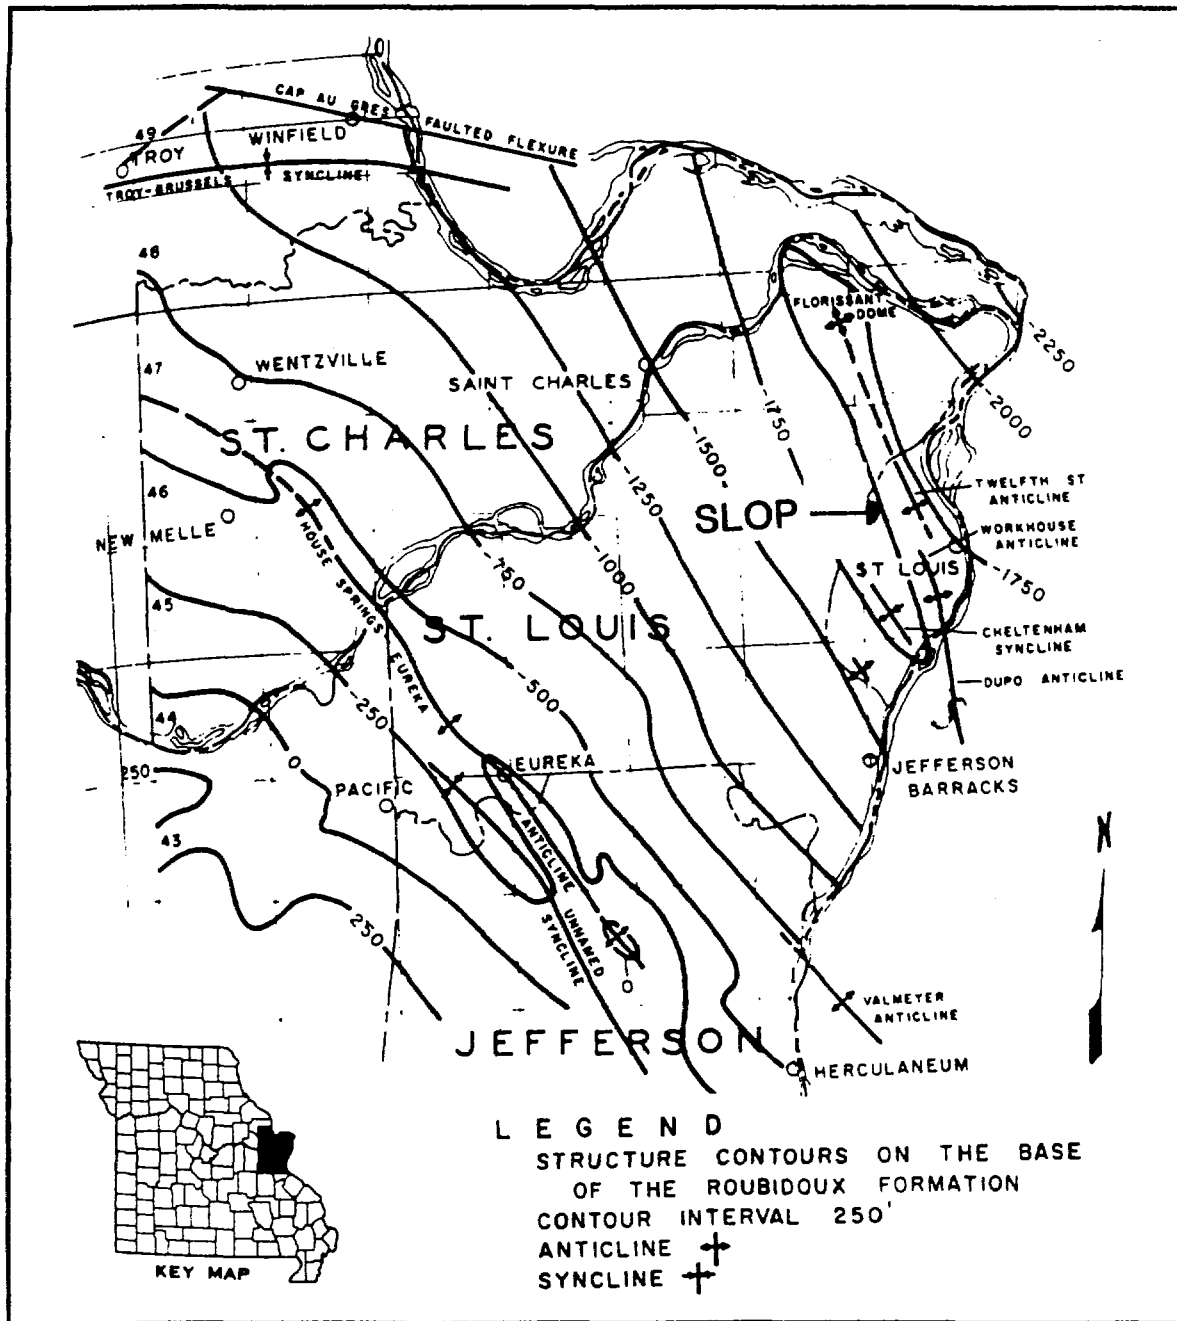 CAP AU GRES FAULTED FLEXURE
49
TROY
WINFIELD
TROY-BRUSSELS SYNCLINE
48
FLORISSANT
DOME
-2250
47
WENTZVILLE
SAINT CHARLES
-2000
-1750
ST. CHARLES
-1500
46
-1250
TWELFTH ST
ANTICLINE
SLOP
NEW MELLE
WORKHOUSE
ANTICLINE
HOUSE SPRINGS EUREKA ANTICLINE
-1000
-750
ST LOUIS
-1750
45
ST. LOUIS
CHELTENHAM
SYNCLINE
-500
DUPO ANTICLINE
-250
44
EUREKA
JEFFERSON
BARRACKS
250
PACIFIC
N
43
UNNAMED
SYNCLINE
250
VALMEYER
ANTICLINE
JEFFERSON
HERCULANEUM
KEY MAP
LEGEND
STRUCTURE CONTOURS ON THE BASE
OF THE ROUBIDOUX FORMATION
CONTOUR INTERVAL 250'
ANTICLINE
SYNCLINE